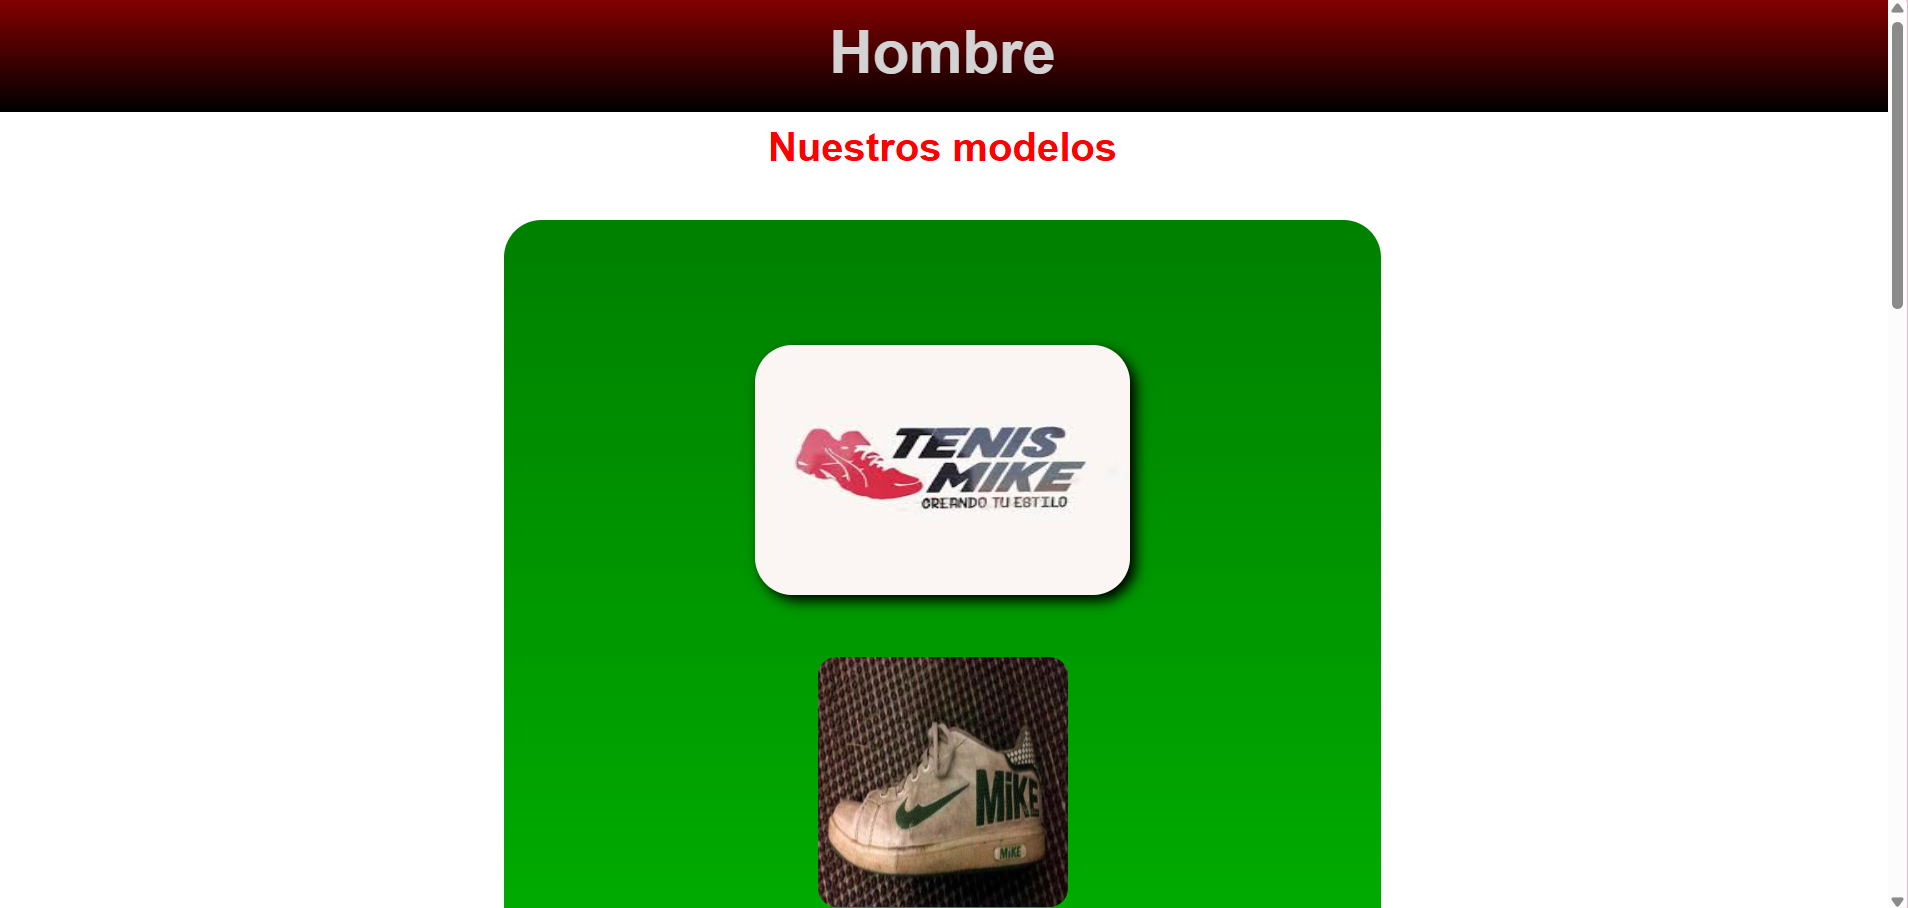 Hombre
Nuestros modelos
TENIS
MIKE
CREANDO TU ESTILO
MiKE
MiKE